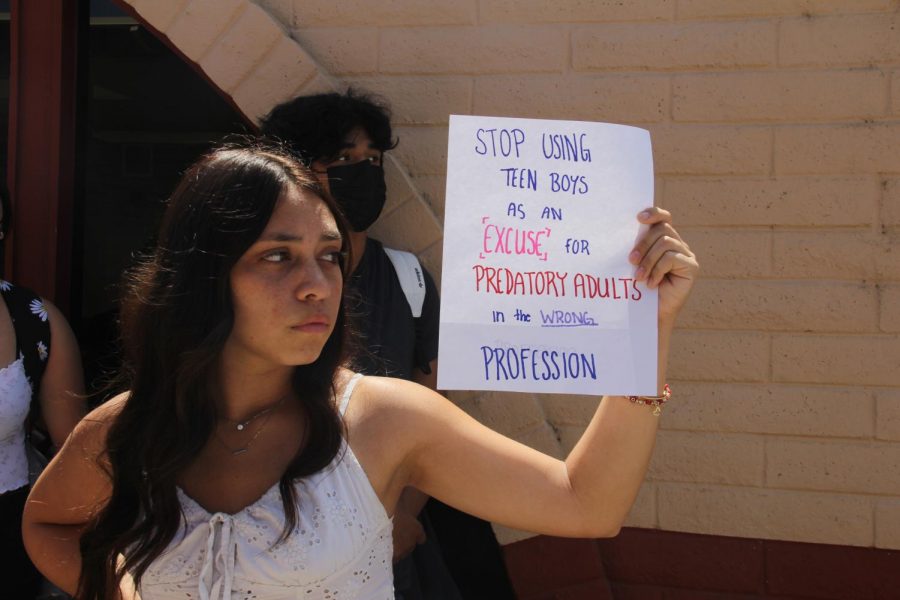 STOP USING
TEEN BOYS
AS AN
[EXCUSE] FOR
PREDATORY ADULTS
in the WRONG
PROFESSION